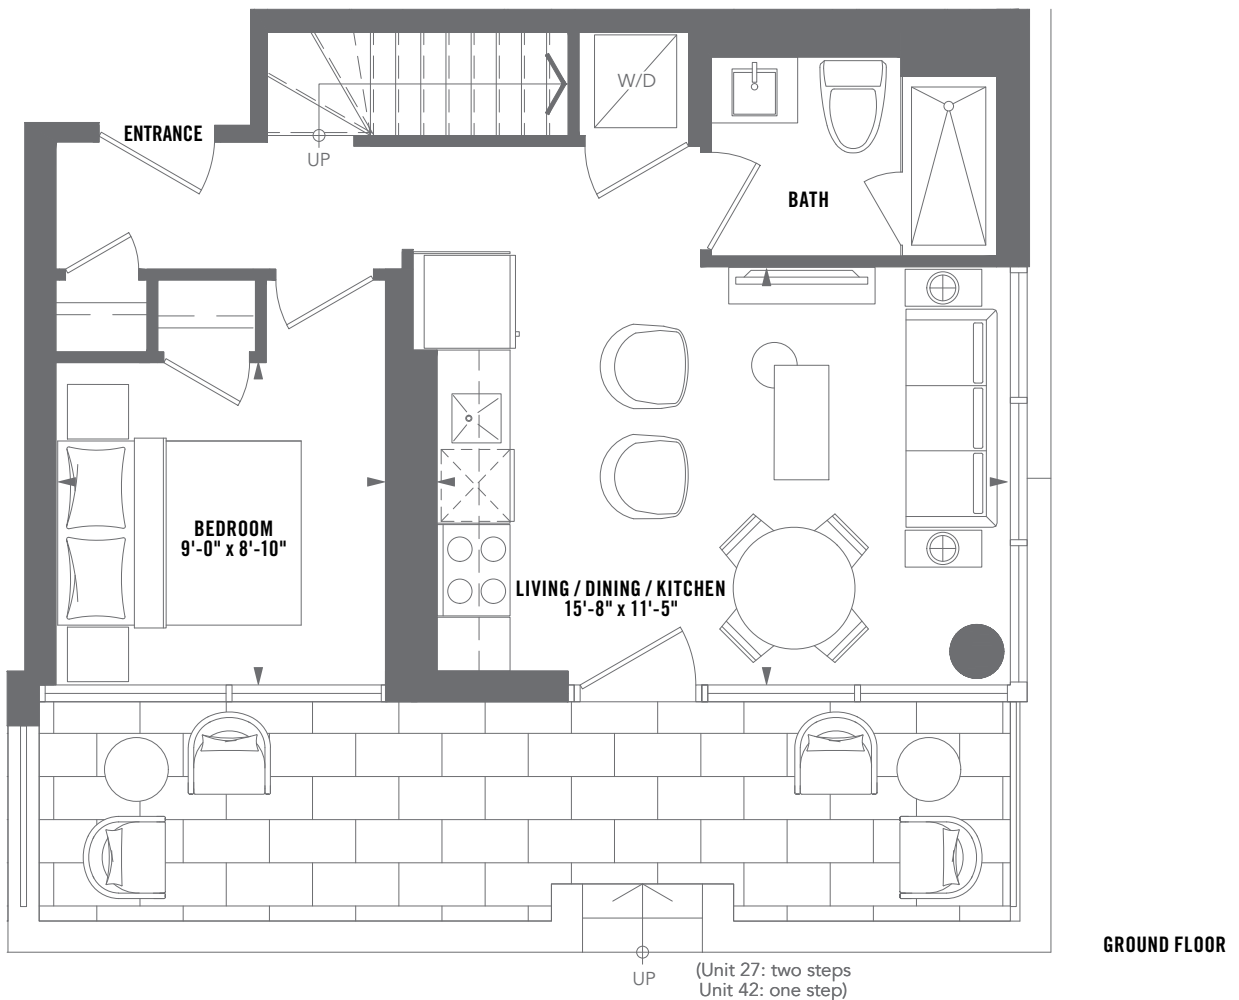 W/D
ENTRANCE
UP
BATH
BEDROOM
9'-0" x 8'-10"
LIVING / DINING / KITCHEN
15'-8" x 11'-5"
GROUND FLOOR
UP
(Unit 27: two steps
Unit 42: one step)